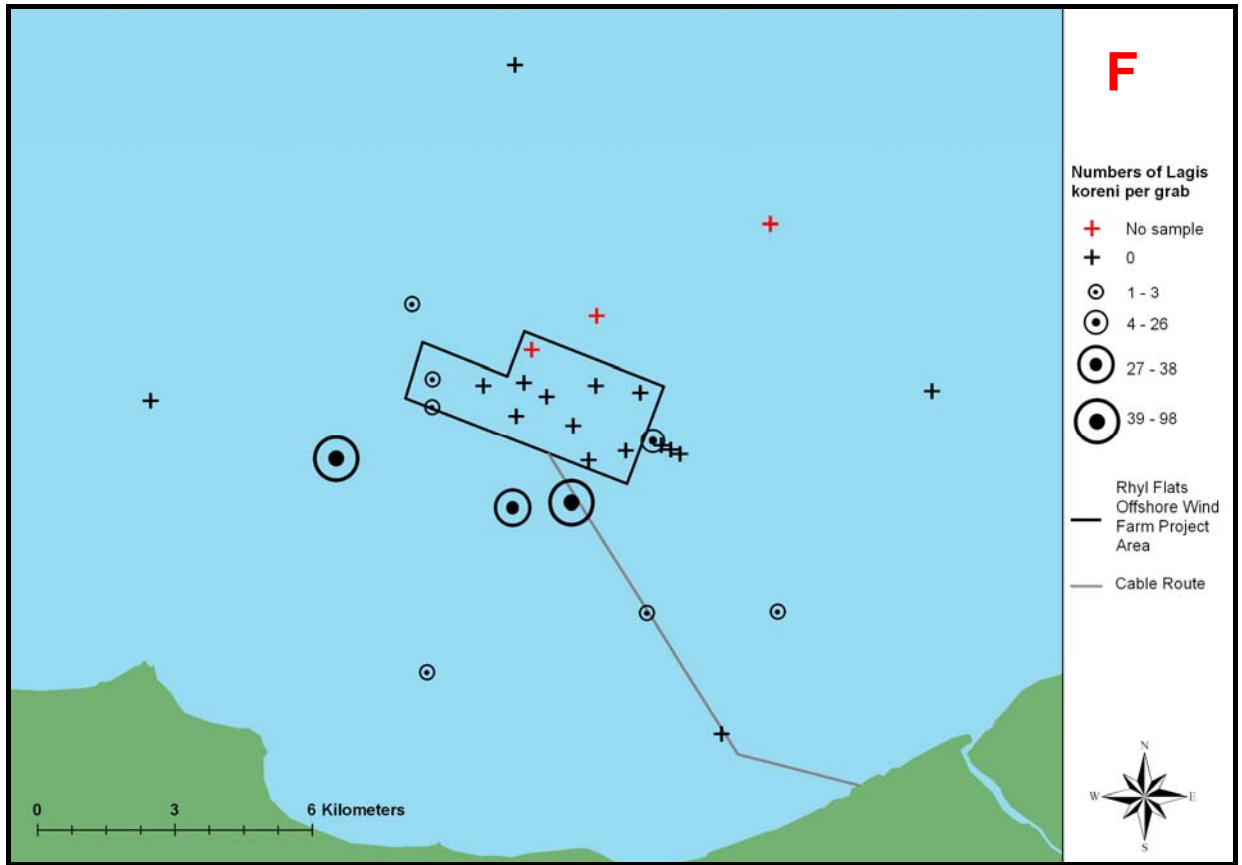 F
Numbers of Lagis
koreni per grab
No sample
0
1 - 3
4 - 26
27 - 38
39 - 98
Rhyl Flats
Offshore Wind
Farm Project
Area
Cable Route
0 3 6 Kilometers
N
W E
S